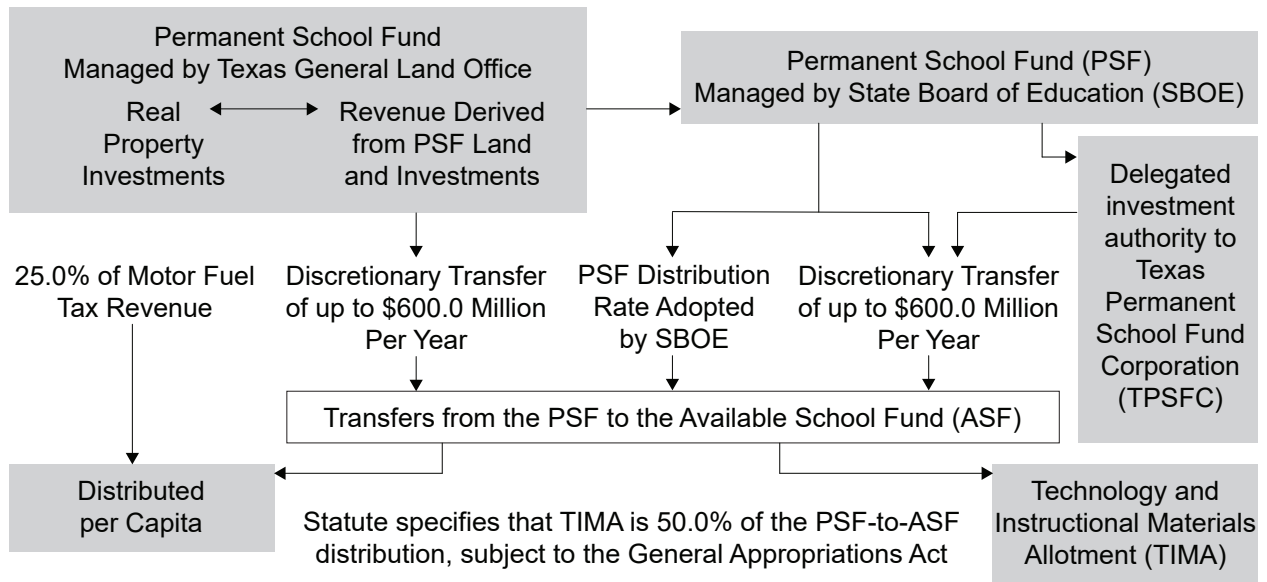 Permanent School Fund
Managed by Texas General Land Office
Real
Property
Investments
Revenue Derived
from PSF Land
and Investments
Permanent School Fund (PSF)
Managed by State Board of Education (SBOE)
Delegated
investment
authority to
Texas
Permanent
School Fund
Corporation
(TPSFC)
25.0% of Motor Fuel
Tax Revenue
Discretionary Transfer
of up to $600.0 Million
Per Year
PSF Distribution
Rate Adopted
by SBOE
Discretionary Transfer
of up to $600.0 Million
Per Year
Transfers from the PSF to the Available School Fund (ASF)
Distributed
per Capita
Statute specifies that TIMA is 50.0% of the PSF-to-ASF
distribution, subject to the General Appropriations Act
Technology and
Instructional Materials
Allotment (TIMA)